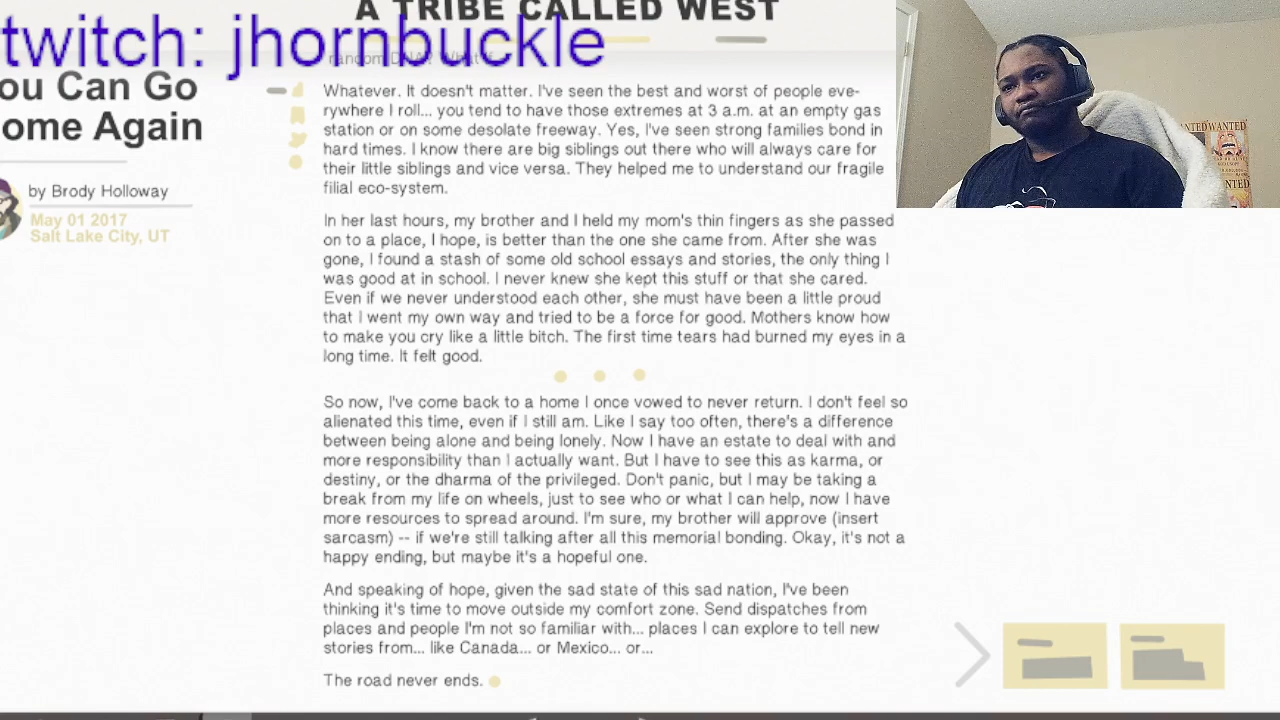 A TRIBE CALLED WEST
twitch: jhornbuckle
random DNA? What if
ou Can Go
ome Again
by Brody Holloway
May 01 2017
Salt Lake City, UT
Whatever. It doesn't matter. I've seen the best and worst of people eve-
rywhere I roll... you tend to have those extremes at 3 a.m. at an empty gas
station or on some desolate freeway. Yes, I've seen strong families bond in
hard times. I know there are big siblings out there who will always care for
their little siblings and vice versa. They helped me to understand our fragile
filial eco-system.
In her last hours, my brother and I held my mom's thin fingers as she passed
on to a place, I hope, is better than the one she came from. After she was
gone, I found a stash of some old school essays and stories, the only thing I
was good at in school. I never knew she kept this stuff or that she cared.
Even if we never understood each other, she must have been a little proud
that I went my own way and tried to be a force for good. Mothers know how
to make you cry like a little bitch. The first time tears had burned my eyes in a
long time. It felt good.
So now, I've come back to a home I once vowed to never return. I don't feel so
alienated this time, even if I still am. Like I say too often, there's a difference
between being alone and being lonely. Now I have an estate to deal with and
more responsibility than I actually want. But I have to see this as karma, or
destiny, or the dharma of the privileged. Don't panic, but I may be taking a
break from my life on wheels, just to see who or what I can help, now I have
more resources to spread around. I'm sure, my brother will approve (insert
sarcasm) -- if we're still talking after all this memorial bonding. Okay, it's not a
happy ending, but maybe it's a hopeful one.
And speaking of hope, given the sad state of this sad nation, I've been
thinking it's time to move outside my comfort zone. Send dispatches from
places and people I'm not so familiar with... places I can explore to tell new
stories from... like Canada... or Mexico... or...
The road never ends.
WANTED
WANTED